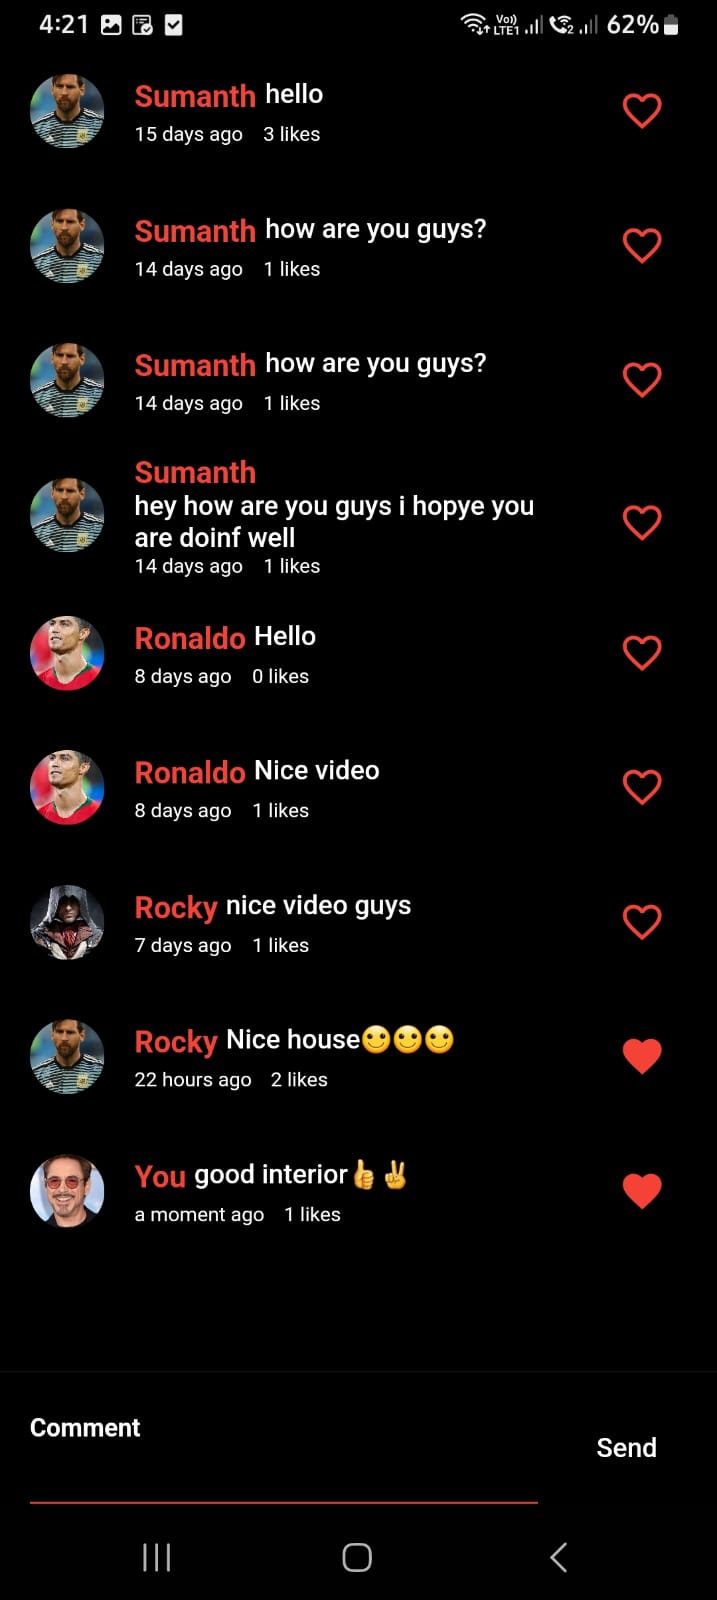 4:21 Vo)) LTE1 2 62%
Sumanth hello
15 days ago 3 likes
Sumanth how are you guys?
14 days ago 1 likes
Sumanth how are you guys?
14 days ago 1 likes
Sumanth
hey how are you guys i hopye you
are doinf well
14 days ago 1 likes
Ronaldo Hello
8 days ago 0 likes
Ronaldo Nice video
8 days ago 1 likes
Rocky nice video guys
7 days ago 1 likes
Rocky Nice house🙂🙂🙂
22 hours ago 2 likes
You good interior👍✌️
a moment ago 1 likes
Comment
Send